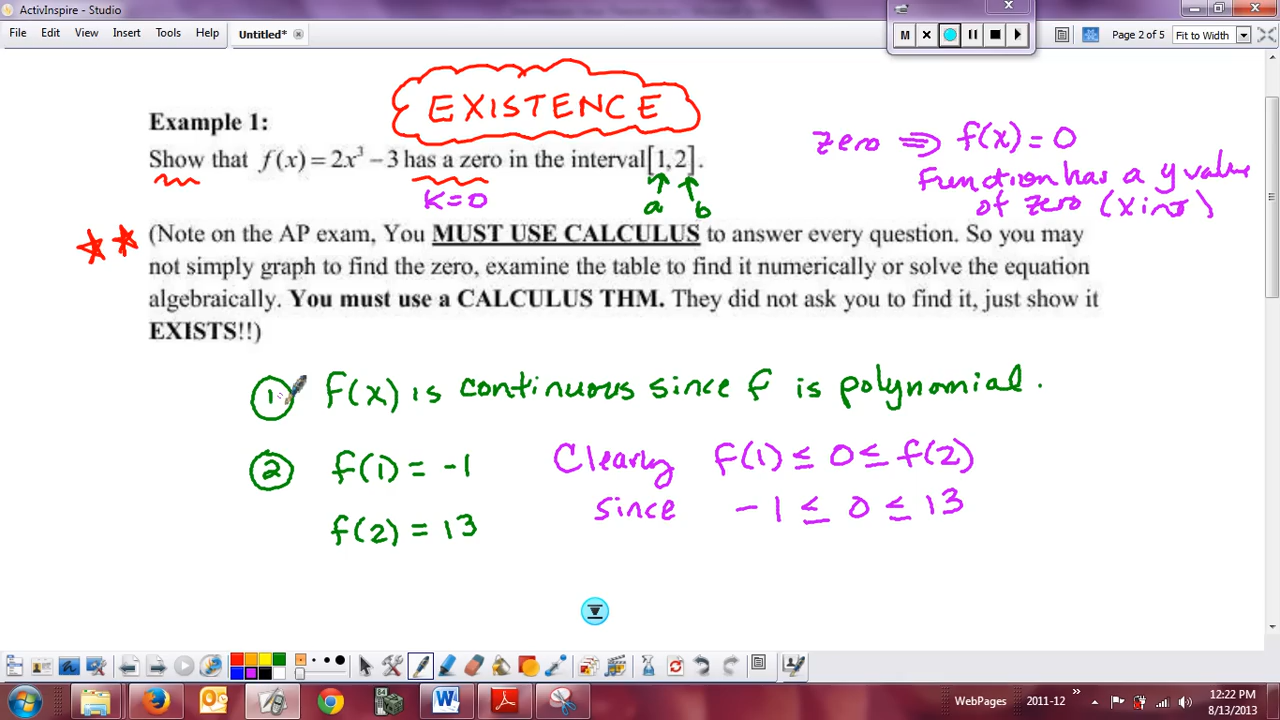 ActivInspire - Studio
File Edit View Insert Tools Help Untitled*
M
Page 2 of 5 Fit to Width
EXISTENCE
Example 1:
Show that f(x) = 2x³ − 3 has a zero in the interval [1, 2].
K=0
a b
zero ⇒ f(x) = 0
Function has a y value
of zero (x int)
(Note on the AP exam, You MUST USE CALCULUS to answer every question. So you may
not simply graph to find the zero, examine the table to find it numerically or solve the equation
algebraically. You must use a CALCULUS THM. They did not ask you to find it, just show it
EXISTS!!)
① f(x) is continuous since f is polynomial.
② f(1) = -1 Clearly f(1) ≤ 0 ≤ f(2)
since -1 ≤ 0 ≤ 13
f(2) = 13
WebPages 2011-12 » 12:22 PM
8/13/2013